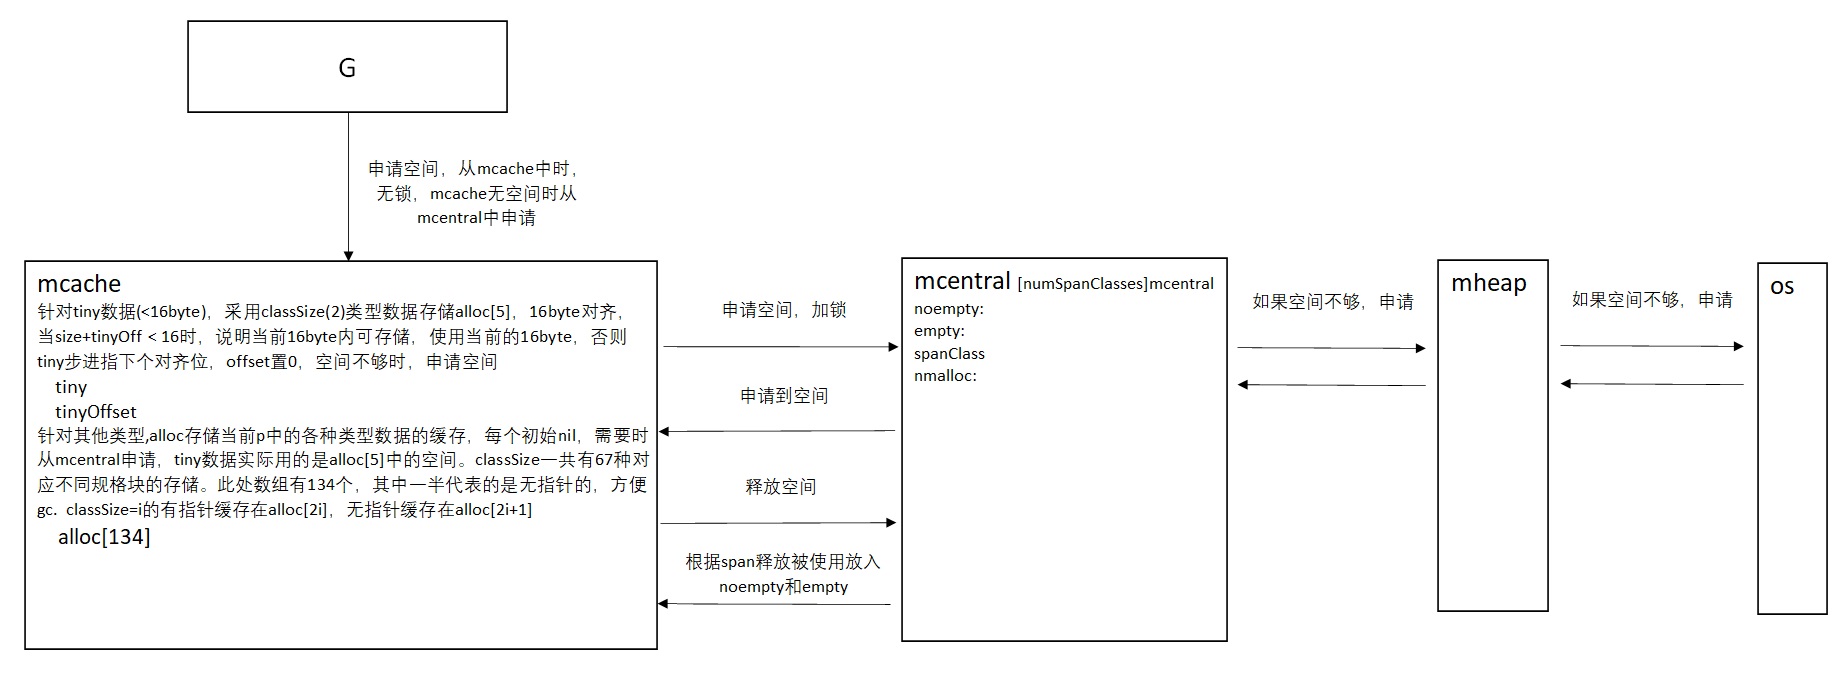 G
申请空间，从mcache中时，
无锁，mcache无空间时从
mcentral中申请
mcache
针对tiny数据(<16byte)，采用classSize(2)类型数据存储alloc[5]，16byte对齐，
当size+tinyOff < 16时，说明当前16byte内可存储，使用当前的16byte，否则
tiny步进指下个对齐位，offset置0，空间不够时，申请空间
tiny
tinyOffset
针对其他类型,alloc存储当前p中的各种类型数据的缓存，每个初始nil，需要时
从mcentral申请，tiny数据实际用的是alloc[5]中的空间。classSize一共有67种对
应不同规格块的存储。此处数组有134个，其中一半代表的是无指针的，方便
gc. classSize=i的有指针缓存在alloc[2i]，无指针缓存在alloc[2i+1]
alloc[134]
申请空间，加锁
申请到空间
释放空间
根据span释放被使用放入
noempty和empty
mcentral [numSpanClasses]mcentral
noempty:
empty:
spanClass
nmalloc:
如果空间不够，申请
mheap
如果空间不够，申请
os